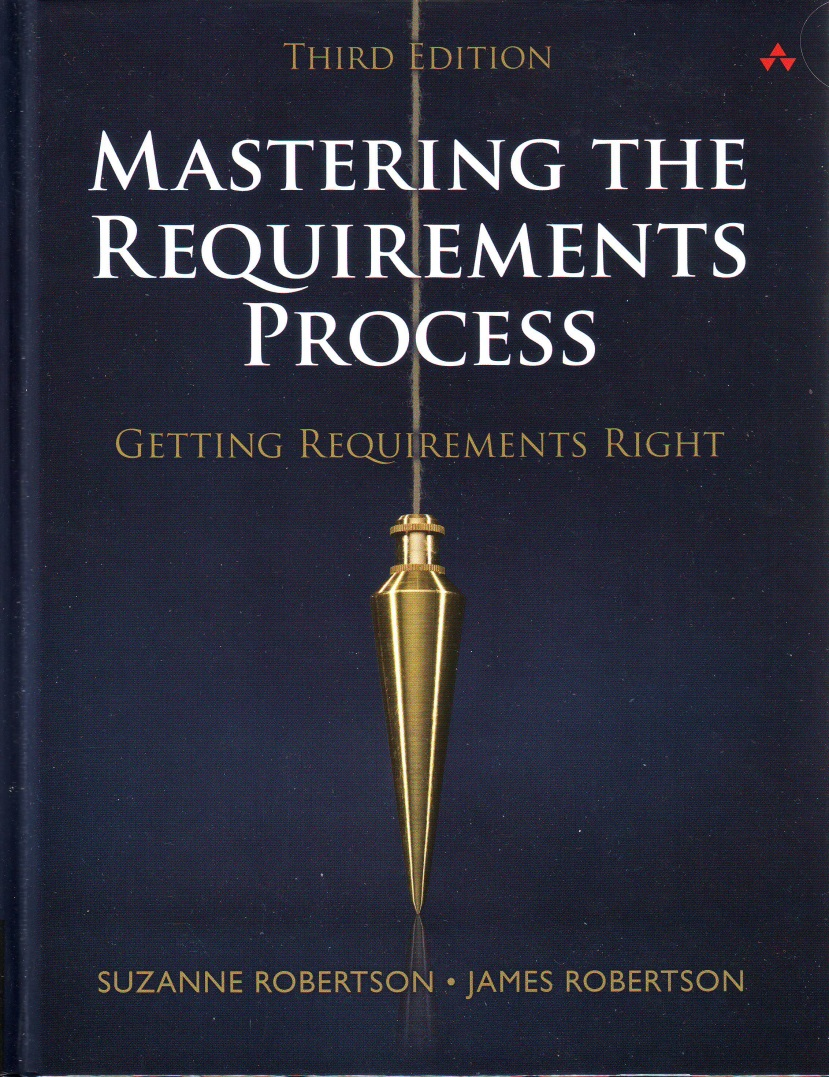 THIRD EDITION
MASTERING THE
REQUIREMENTS
PROCESS
GETTING REQUIREMENTS RIGHT
SUZANNE ROBERTSON • JAMES ROBERTSON